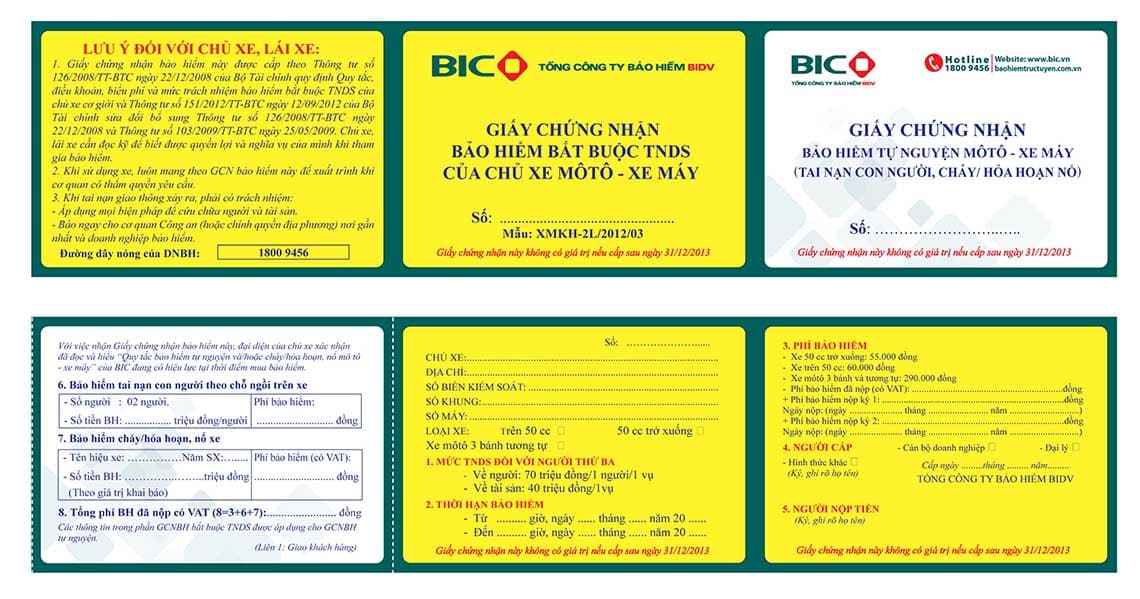 LƯU Ý ĐỐI VỚI CHỦ XE, LÁI XE:
1. Giấy chứng nhận bảo hiểm này được cấp theo Thông tư số
126/2008/TT-BTC ngày 22/12/2008 của Bộ Tài chính quy định Quy tắc,
điều khoản, biểu phí và mức trách nhiệm bảo hiểm bắt buộc TNDS của
chủ xe cơ giới và Thông tư số 151/2012/TT-BTC ngày 12/09/2012 của Bộ
Tài chính sửa đổi bổ sung Thông tư số 126/2008/TT-BTC ngày
22/12/2008 và Thông tư số 103/2009/TT-BTC ngày 25/05/2009. Chủ xe,
lái xe cần đọc kỹ để biết được quyền lợi và nghĩa vụ của mình khi tham
gia bảo hiểm.
2. Khi sử dụng xe, luôn mang theo GCN bảo hiểm này để xuất trình khi
cơ quan có thẩm quyền yêu cầu.
3. Khi tai nạn giao thông xảy ra, phải có trách nhiệm:
- Áp dụng mọi biện pháp để cứu chữa người và tài sản.
- Báo ngay cho cơ quan Công an (hoặc chính quyền địa phương) nơi gần
nhất và doanh nghiệp bảo hiểm.
Đường dây nóng của DNBH: 1800 9456
BIC TỔNG CÔNG TY BẢO HIỂM BIDV
GIẤY CHỨNG NHẬN
BẢO HIỂM BẮT BUỘC TNDS
CỦA CHỦ XE MÔTÔ - XE MÁY
Số: ................................................
Mẫu: XMKH-2L/2012/03
Giấy chứng nhận này không có giá trị nếu cấp sau ngày 31/12/2013
BIC
TỔNG CÔNG TY BẢO HIỂM BIDV
Hotline Website: www.bic.vn
1800 9456 baohiemtructuyen.com.vn
GIẤY CHỨNG NHẬN
BẢO HIỂM TỰ NGUYỆN MÔTÔ - XE MÁY
(TAI NẠN CON NGƯỜI, CHÁY/ HỎA HOẠN NỔ)
Số: ……………………..…..
Giấy chứng nhận này không có giá trị nếu cấp sau ngày 31/12/2013
Với việc nhận Giấy chứng nhận bảo hiểm này, đại diện của chủ xe xác nhận
đã đọc và hiểu “Quy tắc bảo hiểm tự nguyện và/hoặc cháy/hỏa hoạn, nổ mô tô
- xe máy” của BIC đang có hiệu lực tại thời điểm mua bảo hiểm.
6. Bảo hiểm tai nạn con người theo chỗ ngồi trên xe
- Số người : 02 người. Phí bảo hiểm:
- Số tiền BH: ................ triệu đồng/người .......................... đồng
7. Bảo hiểm cháy/hỏa hoạn, nổ xe
- Tên hiệu xe: ……………Năm SX:....... Phí bảo hiểm (có VAT):
- Số tiền BH: ………………....triệu đồng ........................... đồng
(Theo giá trị khai báo)
8. Tổng phí BH đã nộp có VAT (8=3+6+7):....................... đồng
Các thông tin trong phần GCNBH bắt buộc TNDS được áp dụng cho GCNBH
tự nguyện.
(Liên 1: Giao khách hàng)
Số: ……………………......
CHỦ XE:................................................................
ĐỊA CHỈ:................................................................
SỐ BIỂN KIỂM SOÁT: ................................................
SỐ KHUNG:................................................................
SỐ MÁY:................................................................
LOẠI XE: Trên 50 cc ☐ 50 cc trở xuống ☐
Xe môtô 3 bánh tương tự ☐
1. MỨC TNDS ĐỐI VỚI NGƯỜI THỨ BA
- Về người: 70 triệu đồng/1 người/1 vụ
- Về tài sản: 40 triệu đồng/1vụ
2. THỜI HẠN BẢO HIỂM
- Từ .......... giờ, ngày ...... tháng ...... năm 20 ......
- Đến .......... giờ, ngày ...... tháng ...... năm 20 ......
Giấy chứng nhận này không có giá trị nếu cấp sau ngày 31/12/2013
3. PHÍ BẢO HIỂM
- Xe 50 cc trở xuống: 55.000 đồng
- Xe trên 50 cc: 60.000 đồng
- Xe môtô 3 bánh và tương tự: 290.000 đồng
- Phí bảo hiểm đã nộp (có VAT): ................................................đồng
+ Phí bảo hiểm nộp kỳ 1:................................................đồng
Ngày nộp: (ngày ..................... tháng ..................... năm .....................)
+ Phí bảo hiểm nộp kỳ 2:................................................đồng
Ngày nộp: (ngày ..................... tháng ..................... năm .....................)
4. NGƯỜI CẤP - Cán bộ doanh nghiệp ☐ - Đại lý ☐
- Hình thức khác ☐ Cấp ngày .........tháng ......... năm.........
(Ký, ghi rõ họ tên) TỔNG CÔNG TY BẢO HIỂM BIDV
5. NGƯỜI NỘP TIỀN
(Ký, ghi rõ họ tên)
Giấy chứng nhận này không có giá trị nếu cấp sau ngày 31/12/2013